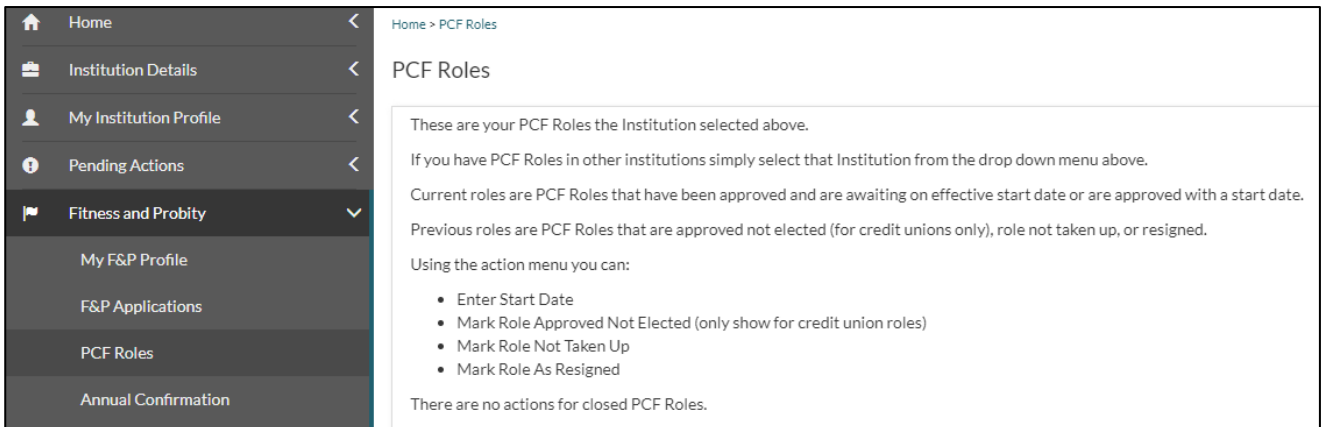 Home
Institution Details
My Institution Profile
Pending Actions
Fitness and Probity
My F&P Profile
F&P Applications
PCF Roles
Annual Confirmation
Home > PCF Roles
PCF Roles
These are your PCF Roles the Institution selected above.
If you have PCF Roles in other institutions simply select that Institution from the drop down menu above.
Current roles are PCF Roles that have been approved and are awaiting on effective start date or are approved with a start date.
Previous roles are PCF Roles that are approved not elected (for credit unions only), role not taken up, or resigned.
Using the action menu you can:
• Enter Start Date
• Mark Role Approved Not Elected (only show for credit union roles)
• Mark Role Not Taken Up
• Mark Role As Resigned
There are no actions for closed PCF Roles.